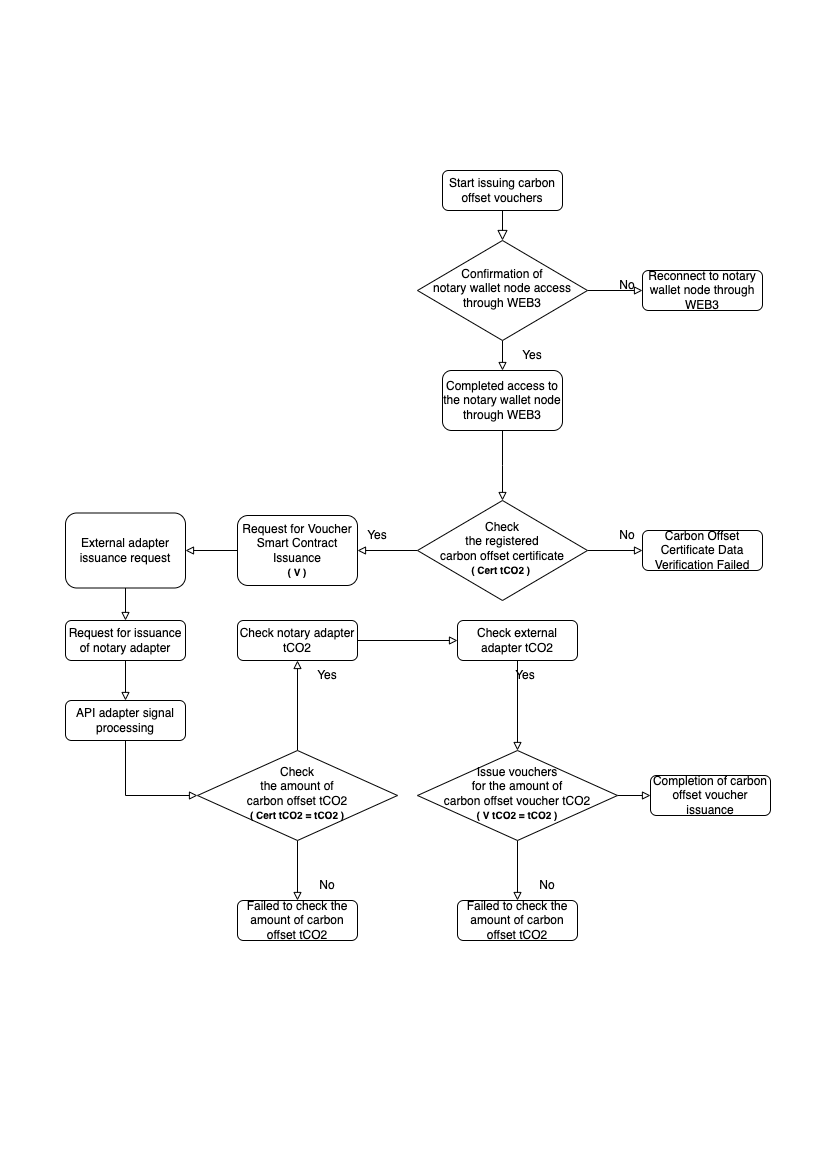 Start issuing carbon
offset vouchers
Confirmation of
notary wallet node access
through WEB3
No
Reconnect to notary
wallet node through
WEB3
Yes
Completed access to
the notary wallet node
through WEB3
Check
the registered
carbon offset certificate
( Cert tCO2 )
No
Carbon Offset
Certificate Data
Verification Failed
Yes
Request for Voucher
Smart Contract
Issuance
( V )
External adapter
issuance request
Request for issuance
of notary adapter
API adapter signal
processing
Check
the amount of
carbon offset tCO2
( Cert tCO2 = tCO2 )
Yes
Check notary adapter
tCO2
No
Failed to check the
amount of carbon
offset tCO2
Check external
adapter tCO2
Yes
Issue vouchers
for the amount of
carbon offset voucher tCO2
( V tCO2 = tCO2 )
Completion of carbon
offset voucher
issuance
No
Failed to check the
amount of carbon
offset tCO2